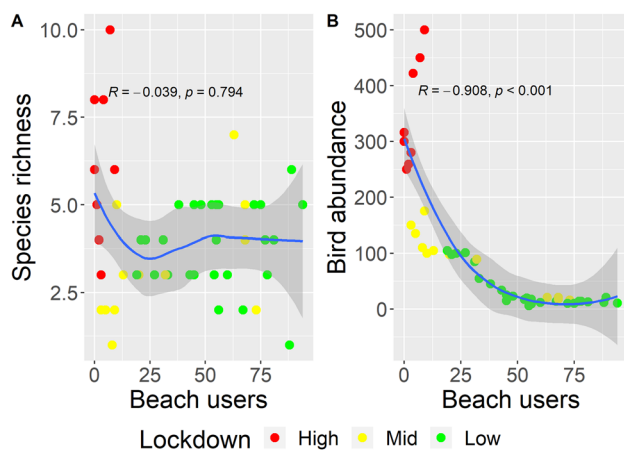 A
B
R = −0.039, p = 0.794
R = −0.908, p < 0.001
Species richness
10.0
7.5
5.0
2.5
0 25 50 75
Beach users
Bird abundance
500
400
300
200
100
0
0 25 50 75
Beach users
Lockdown High Mid Low